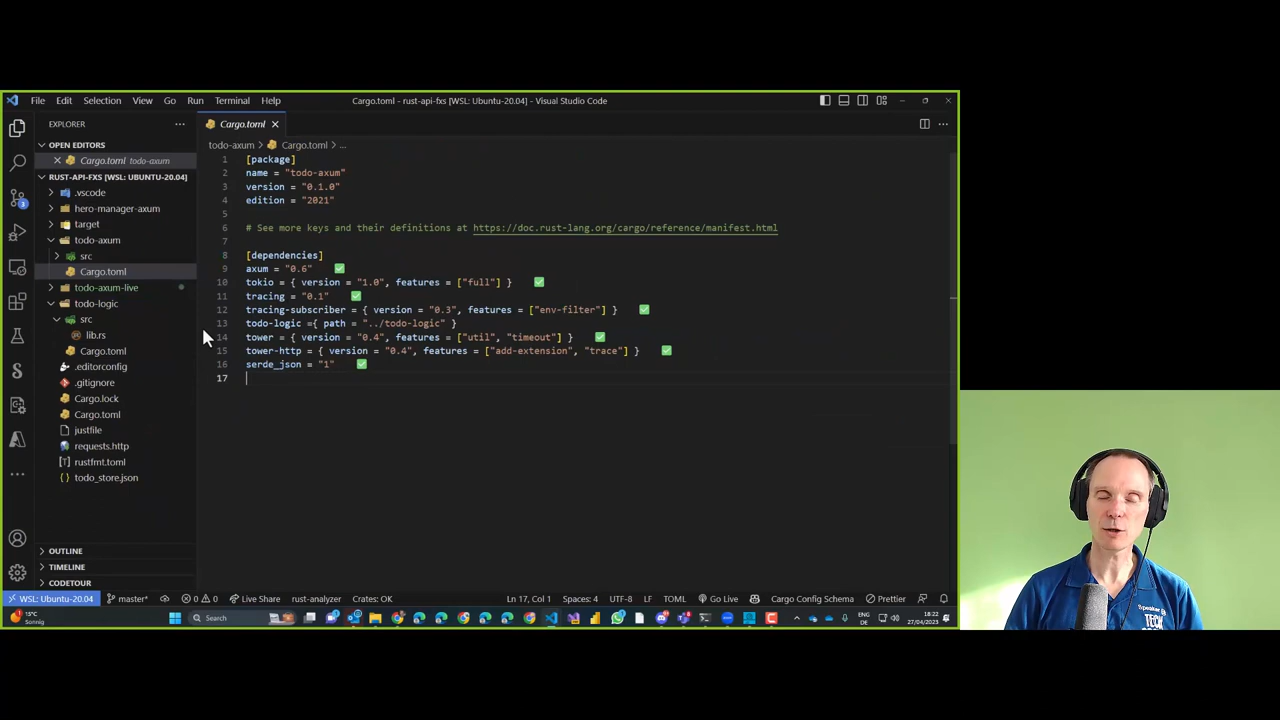 File Edit Selection View Go Run Terminal Help
Cargo.toml - rust-api-fxs [WSL: Ubuntu-20.04] - Visual Studio Code
EXPLORER
OPEN EDITORS
Cargo.toml todo-axum
RUST-API-FXS [WSL: UBUNTU-20.04]
.vscode
hero-manager-axum
target
todo-axum
src
Cargo.toml
todo-axum-live
todo-logic
src
lib.rs
Cargo.toml
.editorconfig
.gitignore
Cargo.lock
Cargo.toml
justfile
requests.http
rustfmt.toml
todo_store.json
OUTLINE
TIMELINE
CODETOUR
3
Cargo.toml
todo-axum > Cargo.toml > ...
1 [package]
2 name = "todo-axum"
3 version = "0.1.0"
4 edition = "2021"
5
6 # See more keys and their definitions at https://doc.rust-lang.org/cargo/reference/manifest.html
7
8 [dependencies]
9 axum = "0.6" ✅
10 tokio = { version = "1.0", features = ["full"] } ✅
11 tracing = "0.1" ✅
12 tracing-subscriber = { version = "0.3", features = ["env-filter"] } ✅
13 todo-logic ={ path = "../todo-logic" }
14 tower = { version = "0.4", features = ["util", "timeout"] } ✅
15 tower-http = { version = "0.4", features = ["add-extension", "trace"] } ✅
16 serde_json = "1" ✅
17
WSL: Ubuntu-20.04 master* 0 0 Live Share rust-analyzer Crates: OK Ln 17, Col 1 Spaces: 4 UTF-8 LF TOML Go Live Cargo Config Schema Prettier
15°C
Sonnig
Search
ENG
DE
18:22
27/04/2023
Speaker
TECH